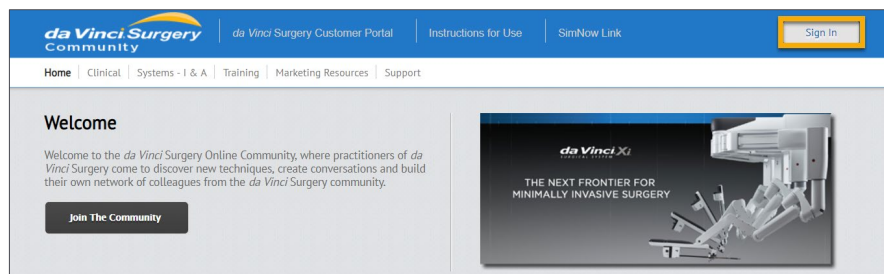 da Vinci Surgery
Community
da Vinci Surgery Customer Portal
Instructions for Use
SimNow Link
Sign In
Home
Clinical
Systems - I & A
Training
Marketing Resources
Support
Welcome
Welcome to the da Vinci Surgery Online Community, where practitioners of da
Vinci Surgery come to discover new techniques, create conversations and build
their own network of colleagues from the da Vinci Surgery community.
Join The Community
da Vinci Xi
SURGICAL SYSTEM
THE NEXT FRONTIER FOR
MINIMALLY INVASIVE SURGERY